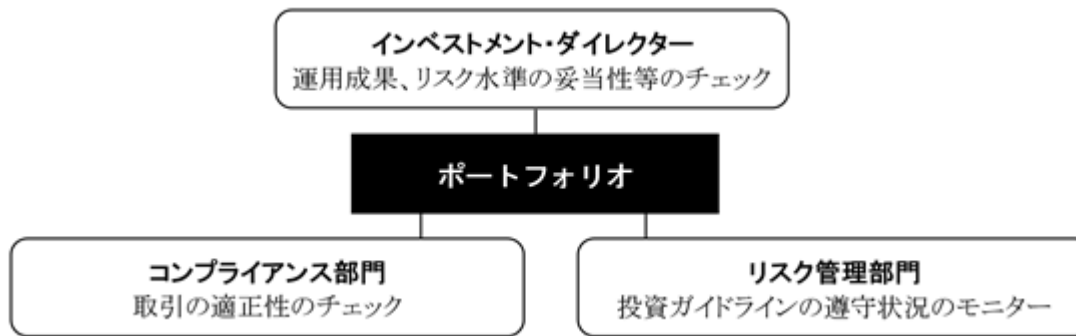 インベストメント・ダイレクター
運用成果、リスク水準の妥当性等のチェック
ポートフォリオ
コンプライアンス部門
取引の適正性のチェック
リスク管理部門
投資ガイドラインの遵守状況のモニター